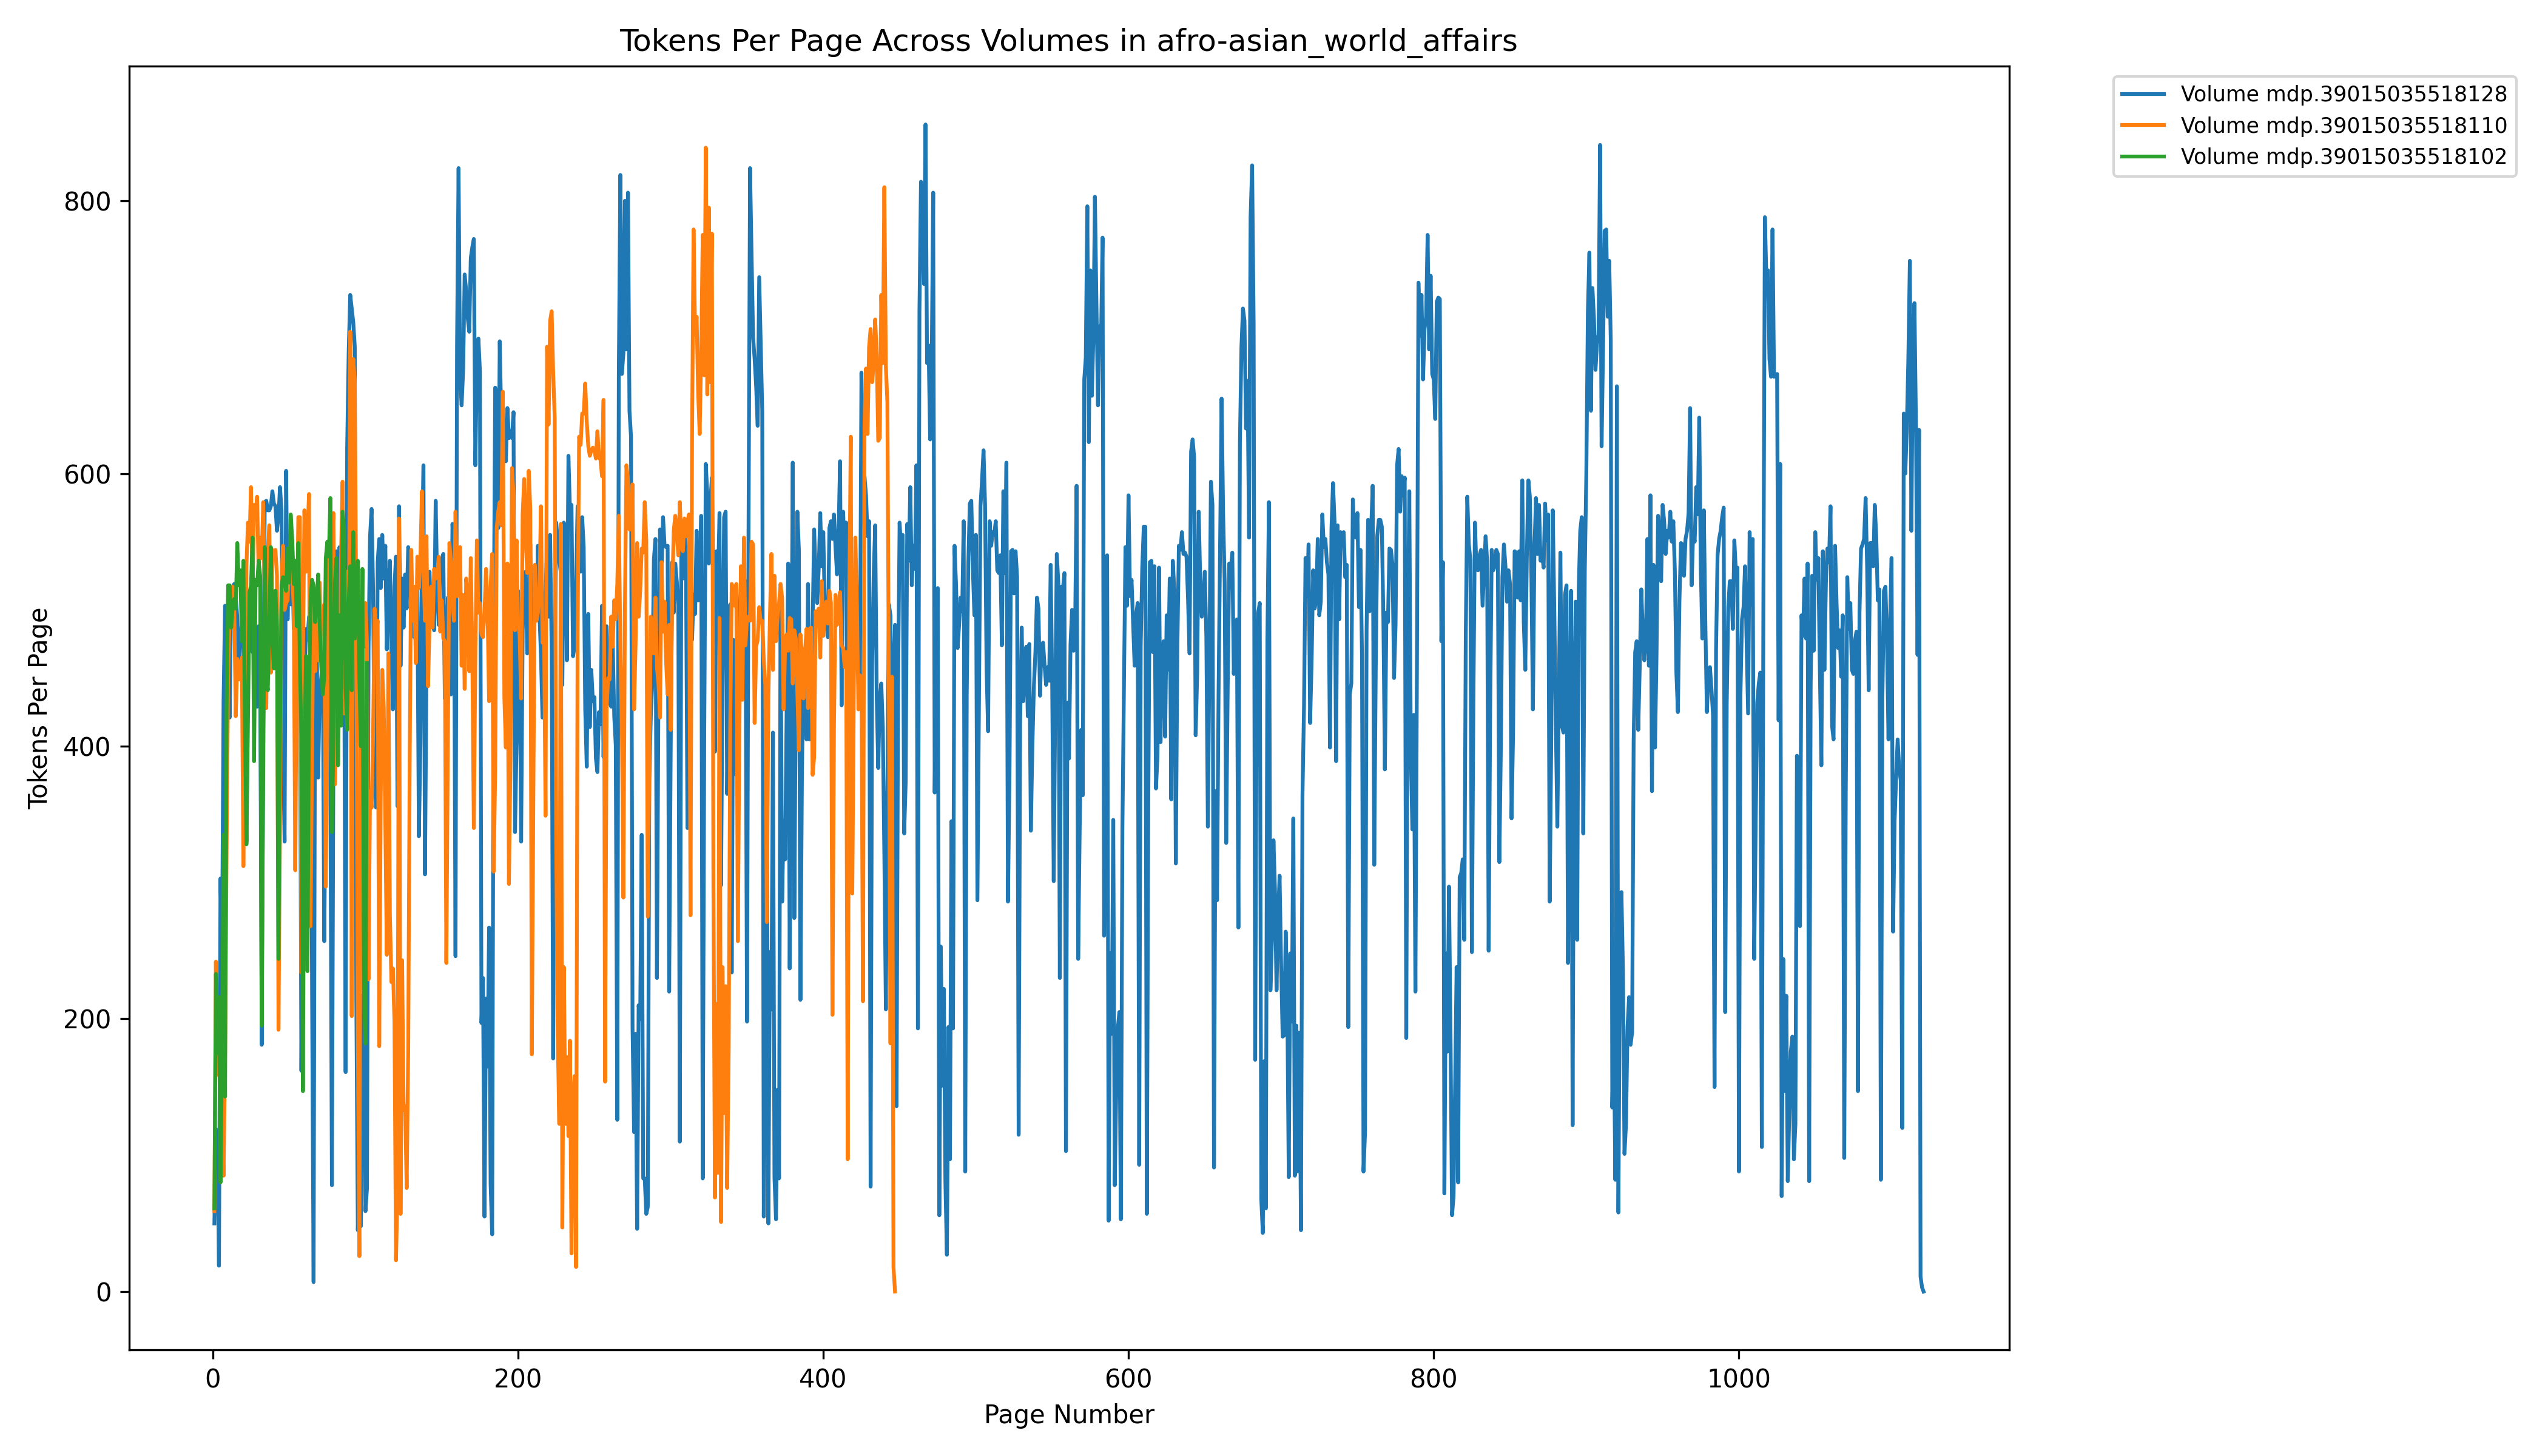 Tokens Per Page Across Volumes in afro-asian_world_affairs
Volume mdp.39015035518128
Volume mdp.39015035518110
Volume mdp.39015035518102
Tokens Per Page
800
600
400
200
0
0 200 400 600 800 1000
Page Number